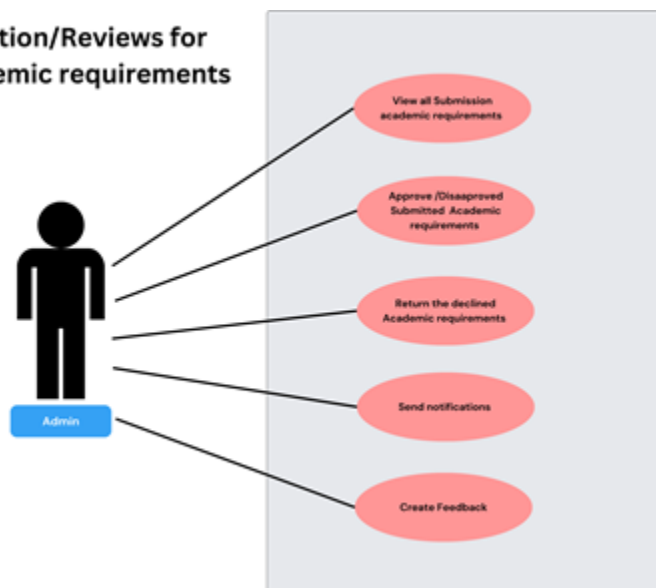 tion/Reviews for
emic requirements
View all Submission
academic requirements
Approve /Disaaproved
Submitted Academic
requirements
Return the declined
Academic requirements
Send notifications
Admin
Create Feedback